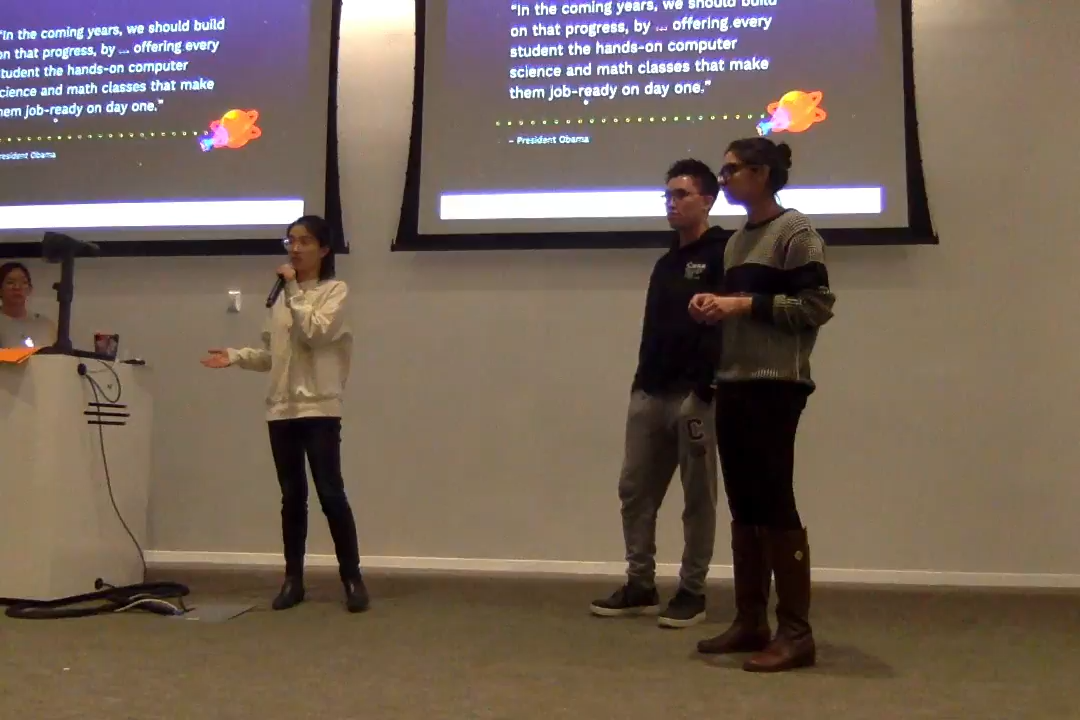 "In the coming years, we should build
on that progress, by ... offering every
student the hands-on computer
science and math classes that make
them job-ready on day one."
resident Obama
"In the coming years, we should build
on that progress, by ... offering every
student the hands-on computer
science and math classes that make
them job-ready on day one."
– President Obama
C